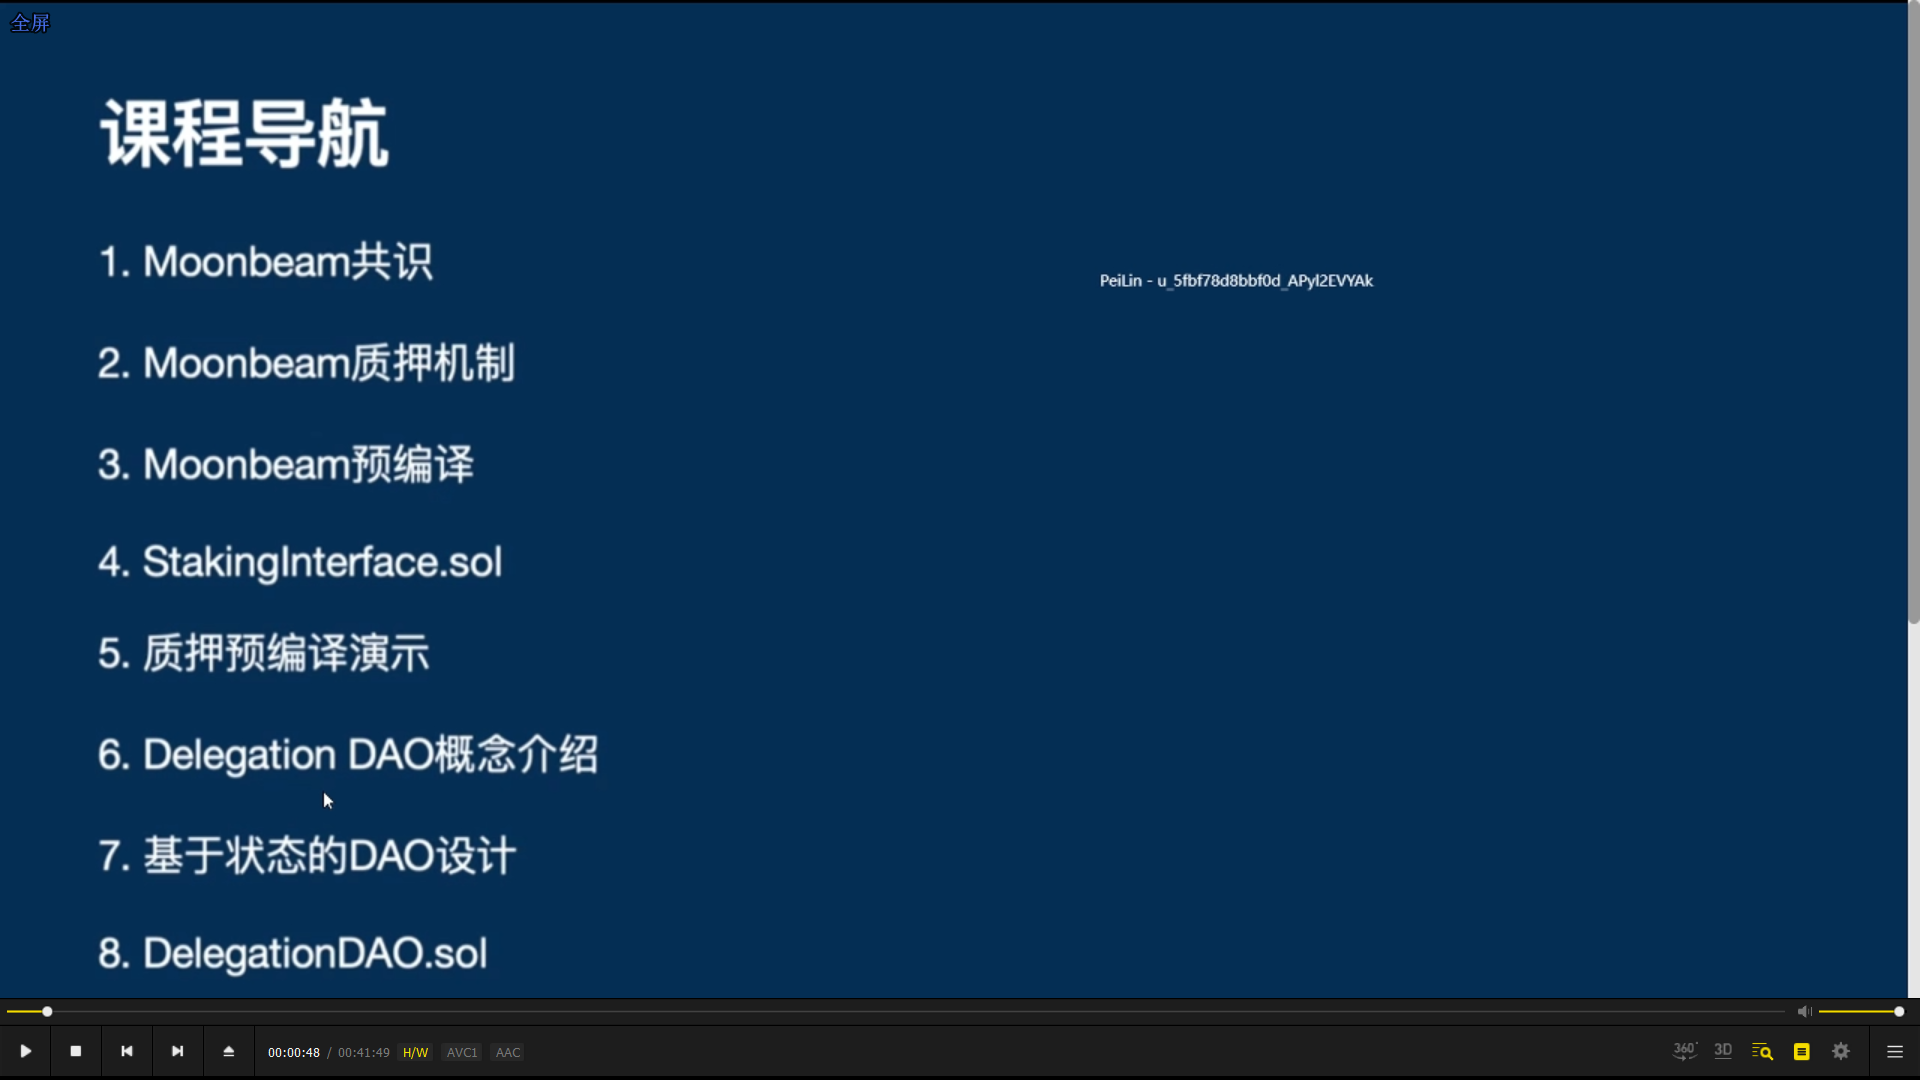 全屏
课程导航
1. Moonbeam共识
PeiLin - u_5fbf78d8bbf0d_APyl2EVYAk
2. Moonbeam质押机制
3. Moonbeam预编译
4. StakingInterface.sol
5. 质押预编译演示
6. Delegation DAO概念介绍
7. 基于状态的DAO设计
8. DelegationDAO.sol
00:00:48 / 00:41:49 H/W AVC1 AAC
360° 3D